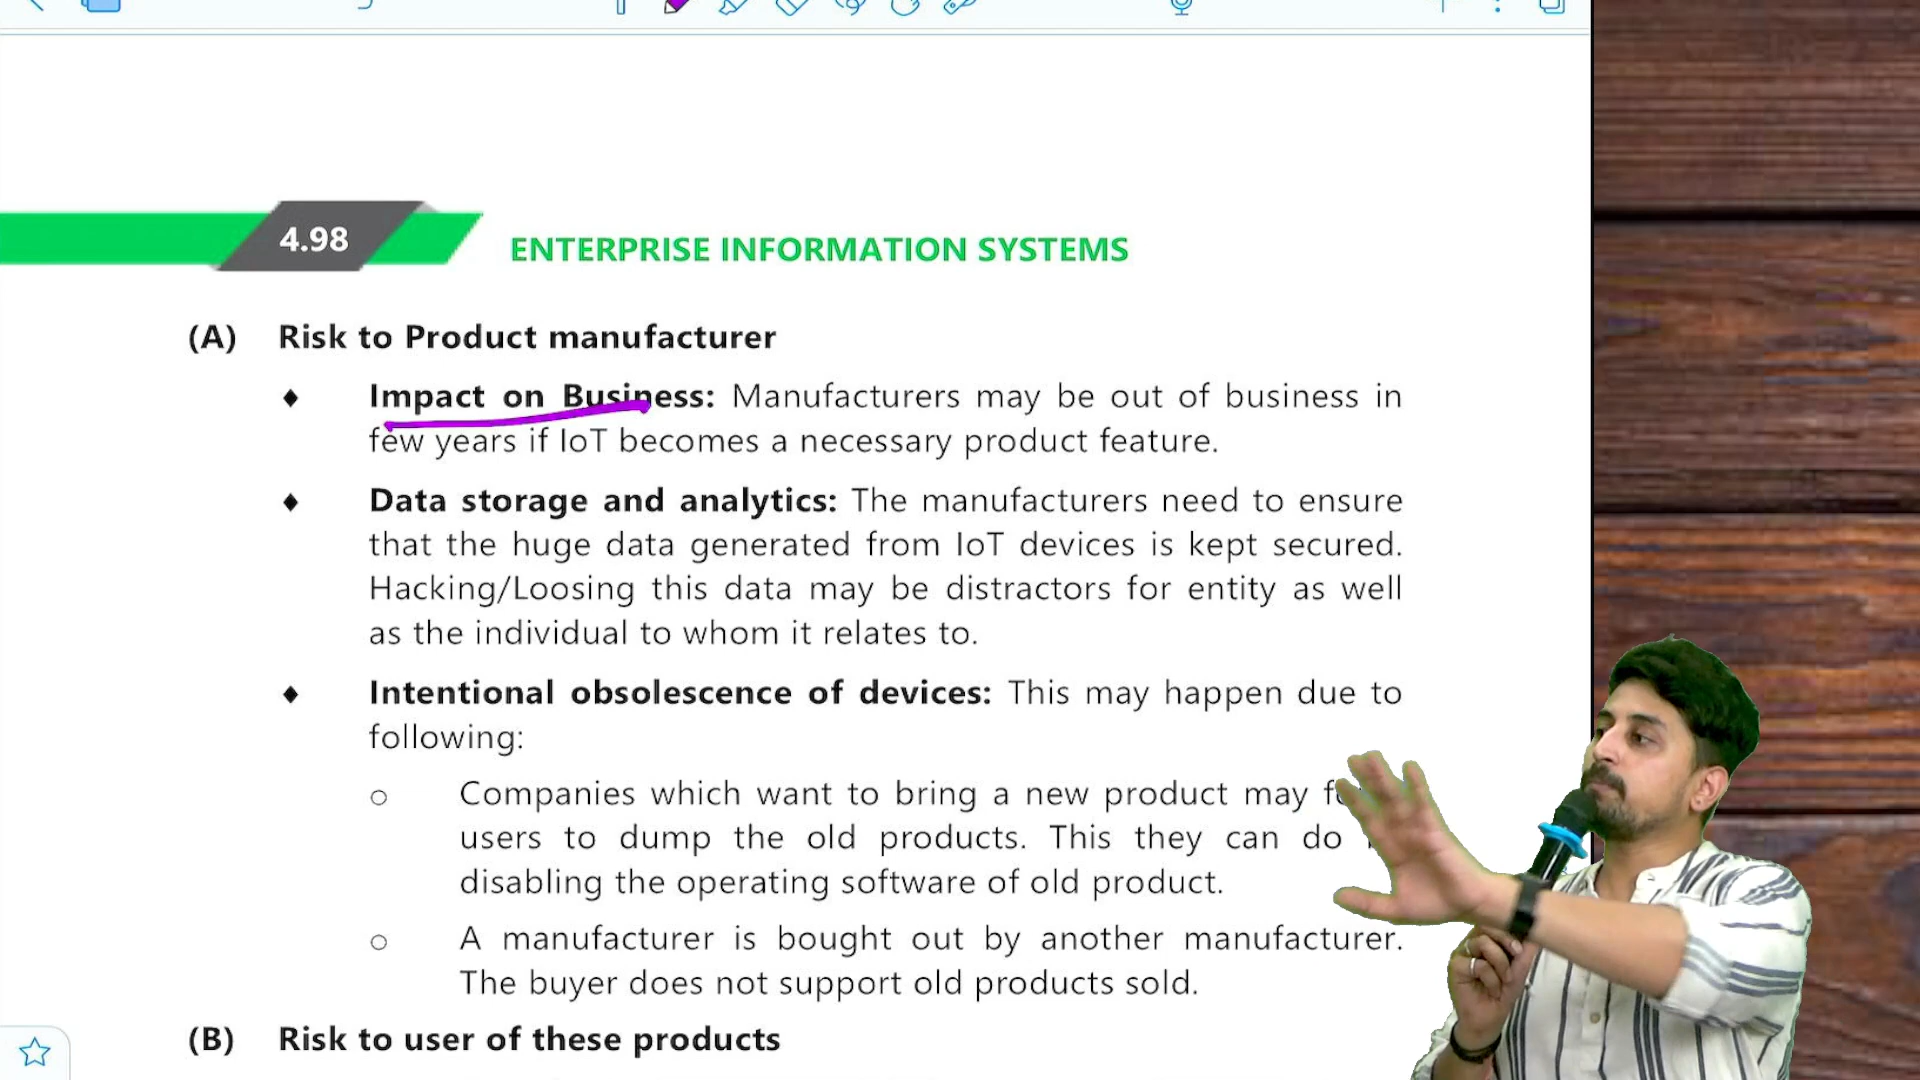 4.98
ENTERPRISE INFORMATION SYSTEMS
(A) Risk to Product manufacturer
♦ Impact on Business: Manufacturers may be out of business in
few years if IoT becomes a necessary product feature.
♦ Data storage and analytics: The manufacturers need to ensure
that the huge data generated from IoT devices is kept secured.
Hacking/Loosing this data may be distractors for entity as well
as the individual to whom it relates to.
♦ Intentional obsolescence of devices: This may happen due to
following:
○ Companies which want to bring a new product may
users to dump the old products. This they can do
disabling the operating software of old product.
○ A manufacturer is bought out by another manufacturer.
The buyer does not support old products sold.
(B) Risk to user of these products